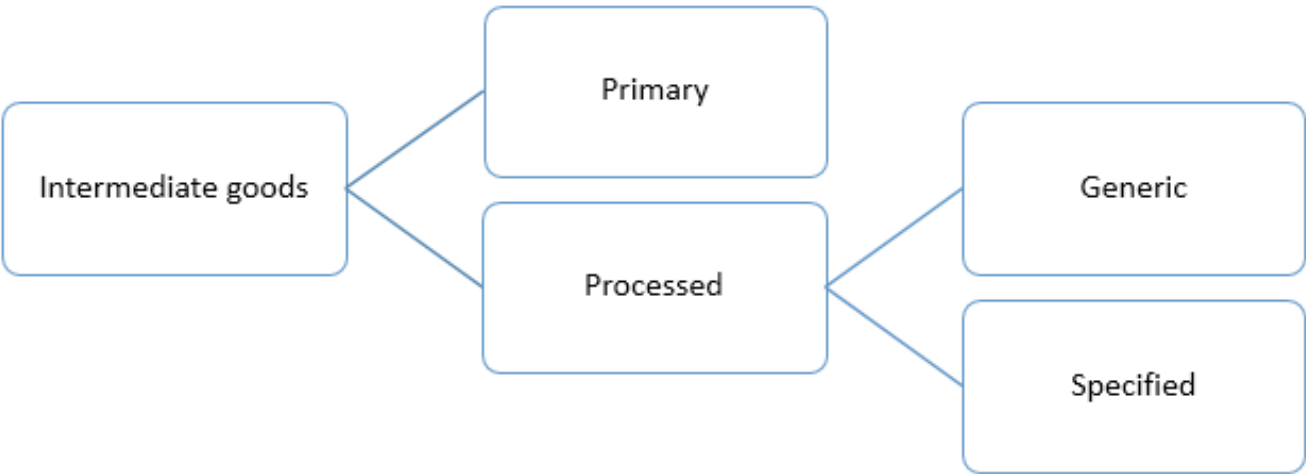 Intermediate goods
Primary
Processed
Generic
Specified